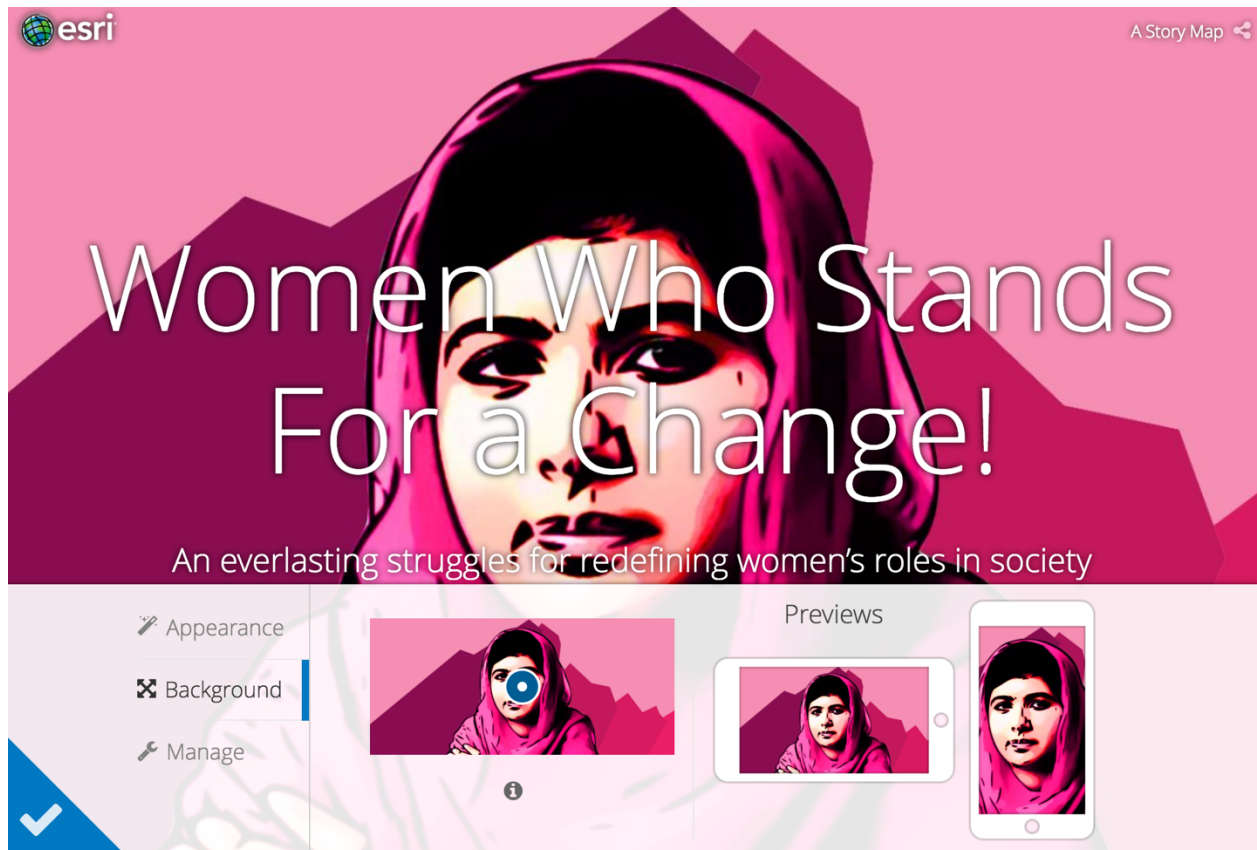 esri
A Story Map
Women Who Stands
For a Change!
An everlasting struggles for redefining women’s roles in society
Appearance
Background
Manage
Previews